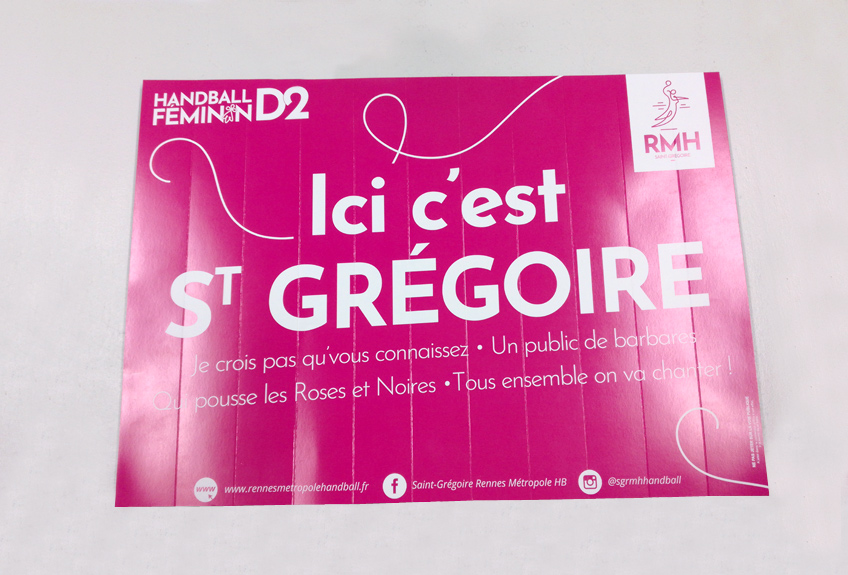 HANDBALL
FÉMININ D2
RMH
Ici c'est
ST GRÉGOIRE
Je crois pas qu'vous connaissez • Un public de barbares
Qui pousse les Roses et Noires • Tous ensemble on va chanter !
www
www.rennesmetropolehandball.fr
f
Saint-Grégoire Rennes Métropole HB
@sgrmhhandball